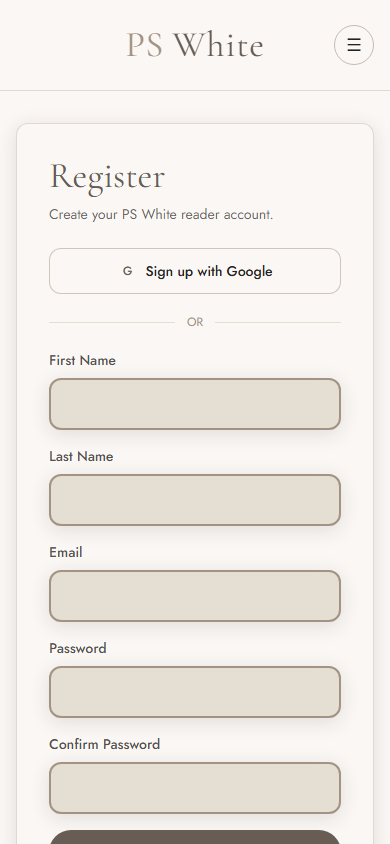 PS White
☰
Register
Create your PS White reader account.
G Sign up with Google
OR
First Name
Last Name
Email
Password
Confirm Password